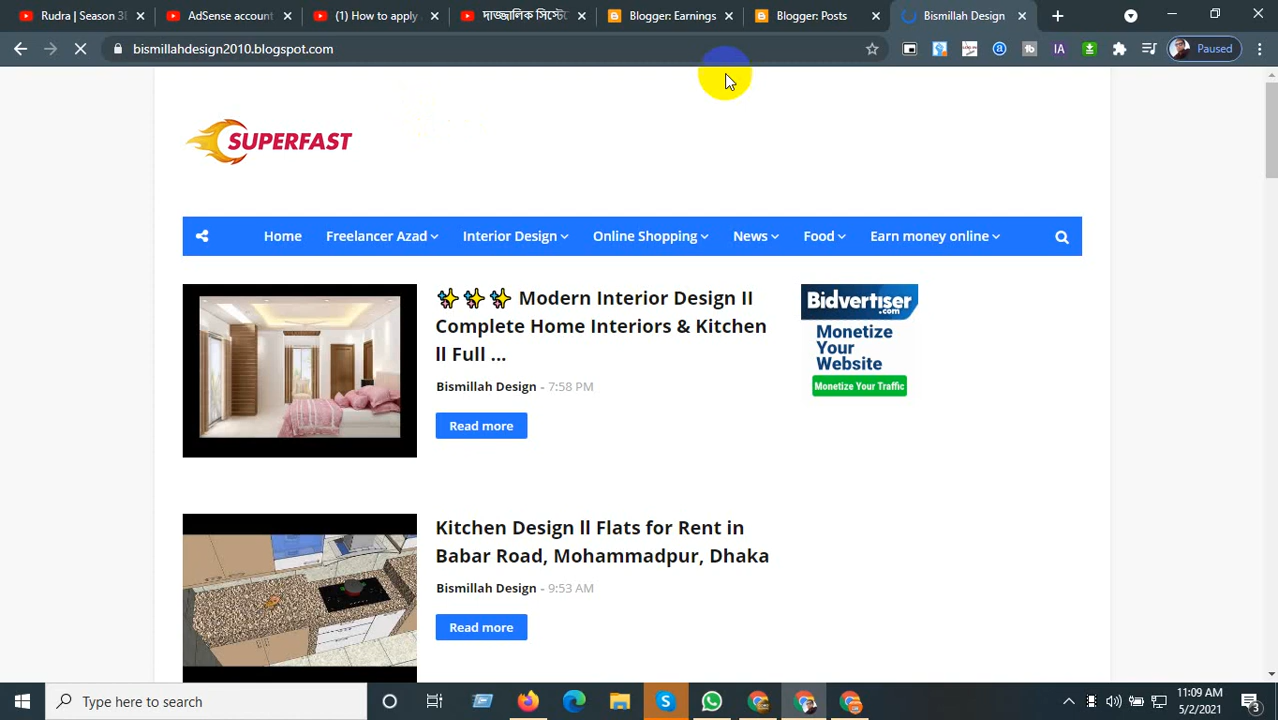 Rudra | Season 3
AdSense account
(1) How to apply
Blogger: Earnings
Blogger: Posts
Bismillah Design
bismillahdesign2010.blogspot.com
Paused
SUPERFAST
Home Freelancer Azad Interior Design Online Shopping News Food Earn money online
✨✨✨ Modern Interior Design II
Complete Home Interiors & Kitchen
ll Full ...
Bismillah Design - 7:58 PM
Read more
Bidvertiser
.com
Monetize
Your
Website
Monetize Your Traffic
Kitchen Design ll Flats for Rent in
Babar Road, Mohammadpur, Dhaka
Bismillah Design - 9:53 AM
Read more
Type here to search
11:09 AM
5/2/2021
3